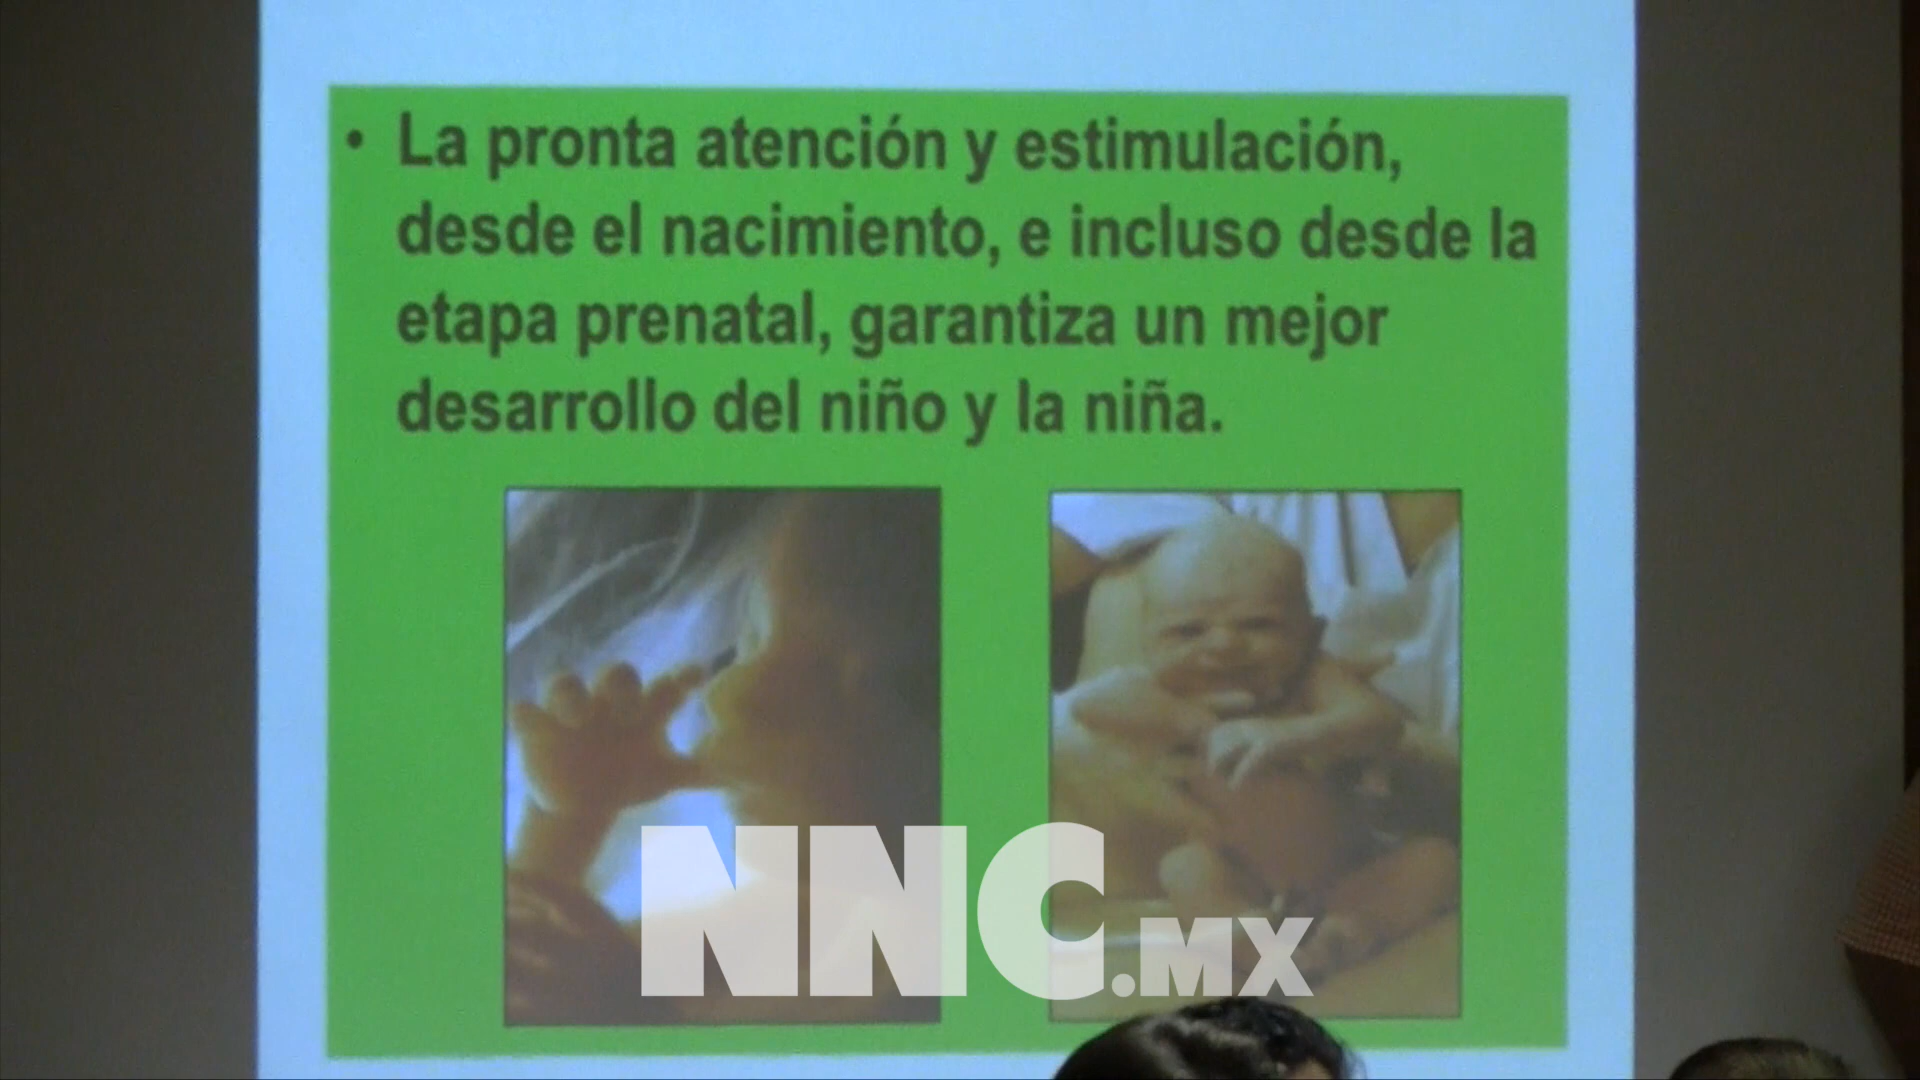 • La pronta atención y estimulación,
desde el nacimiento, e incluso desde la
etapa prenatal, garantiza un mejor
desarrollo del niño y la niña.
NNC.MX